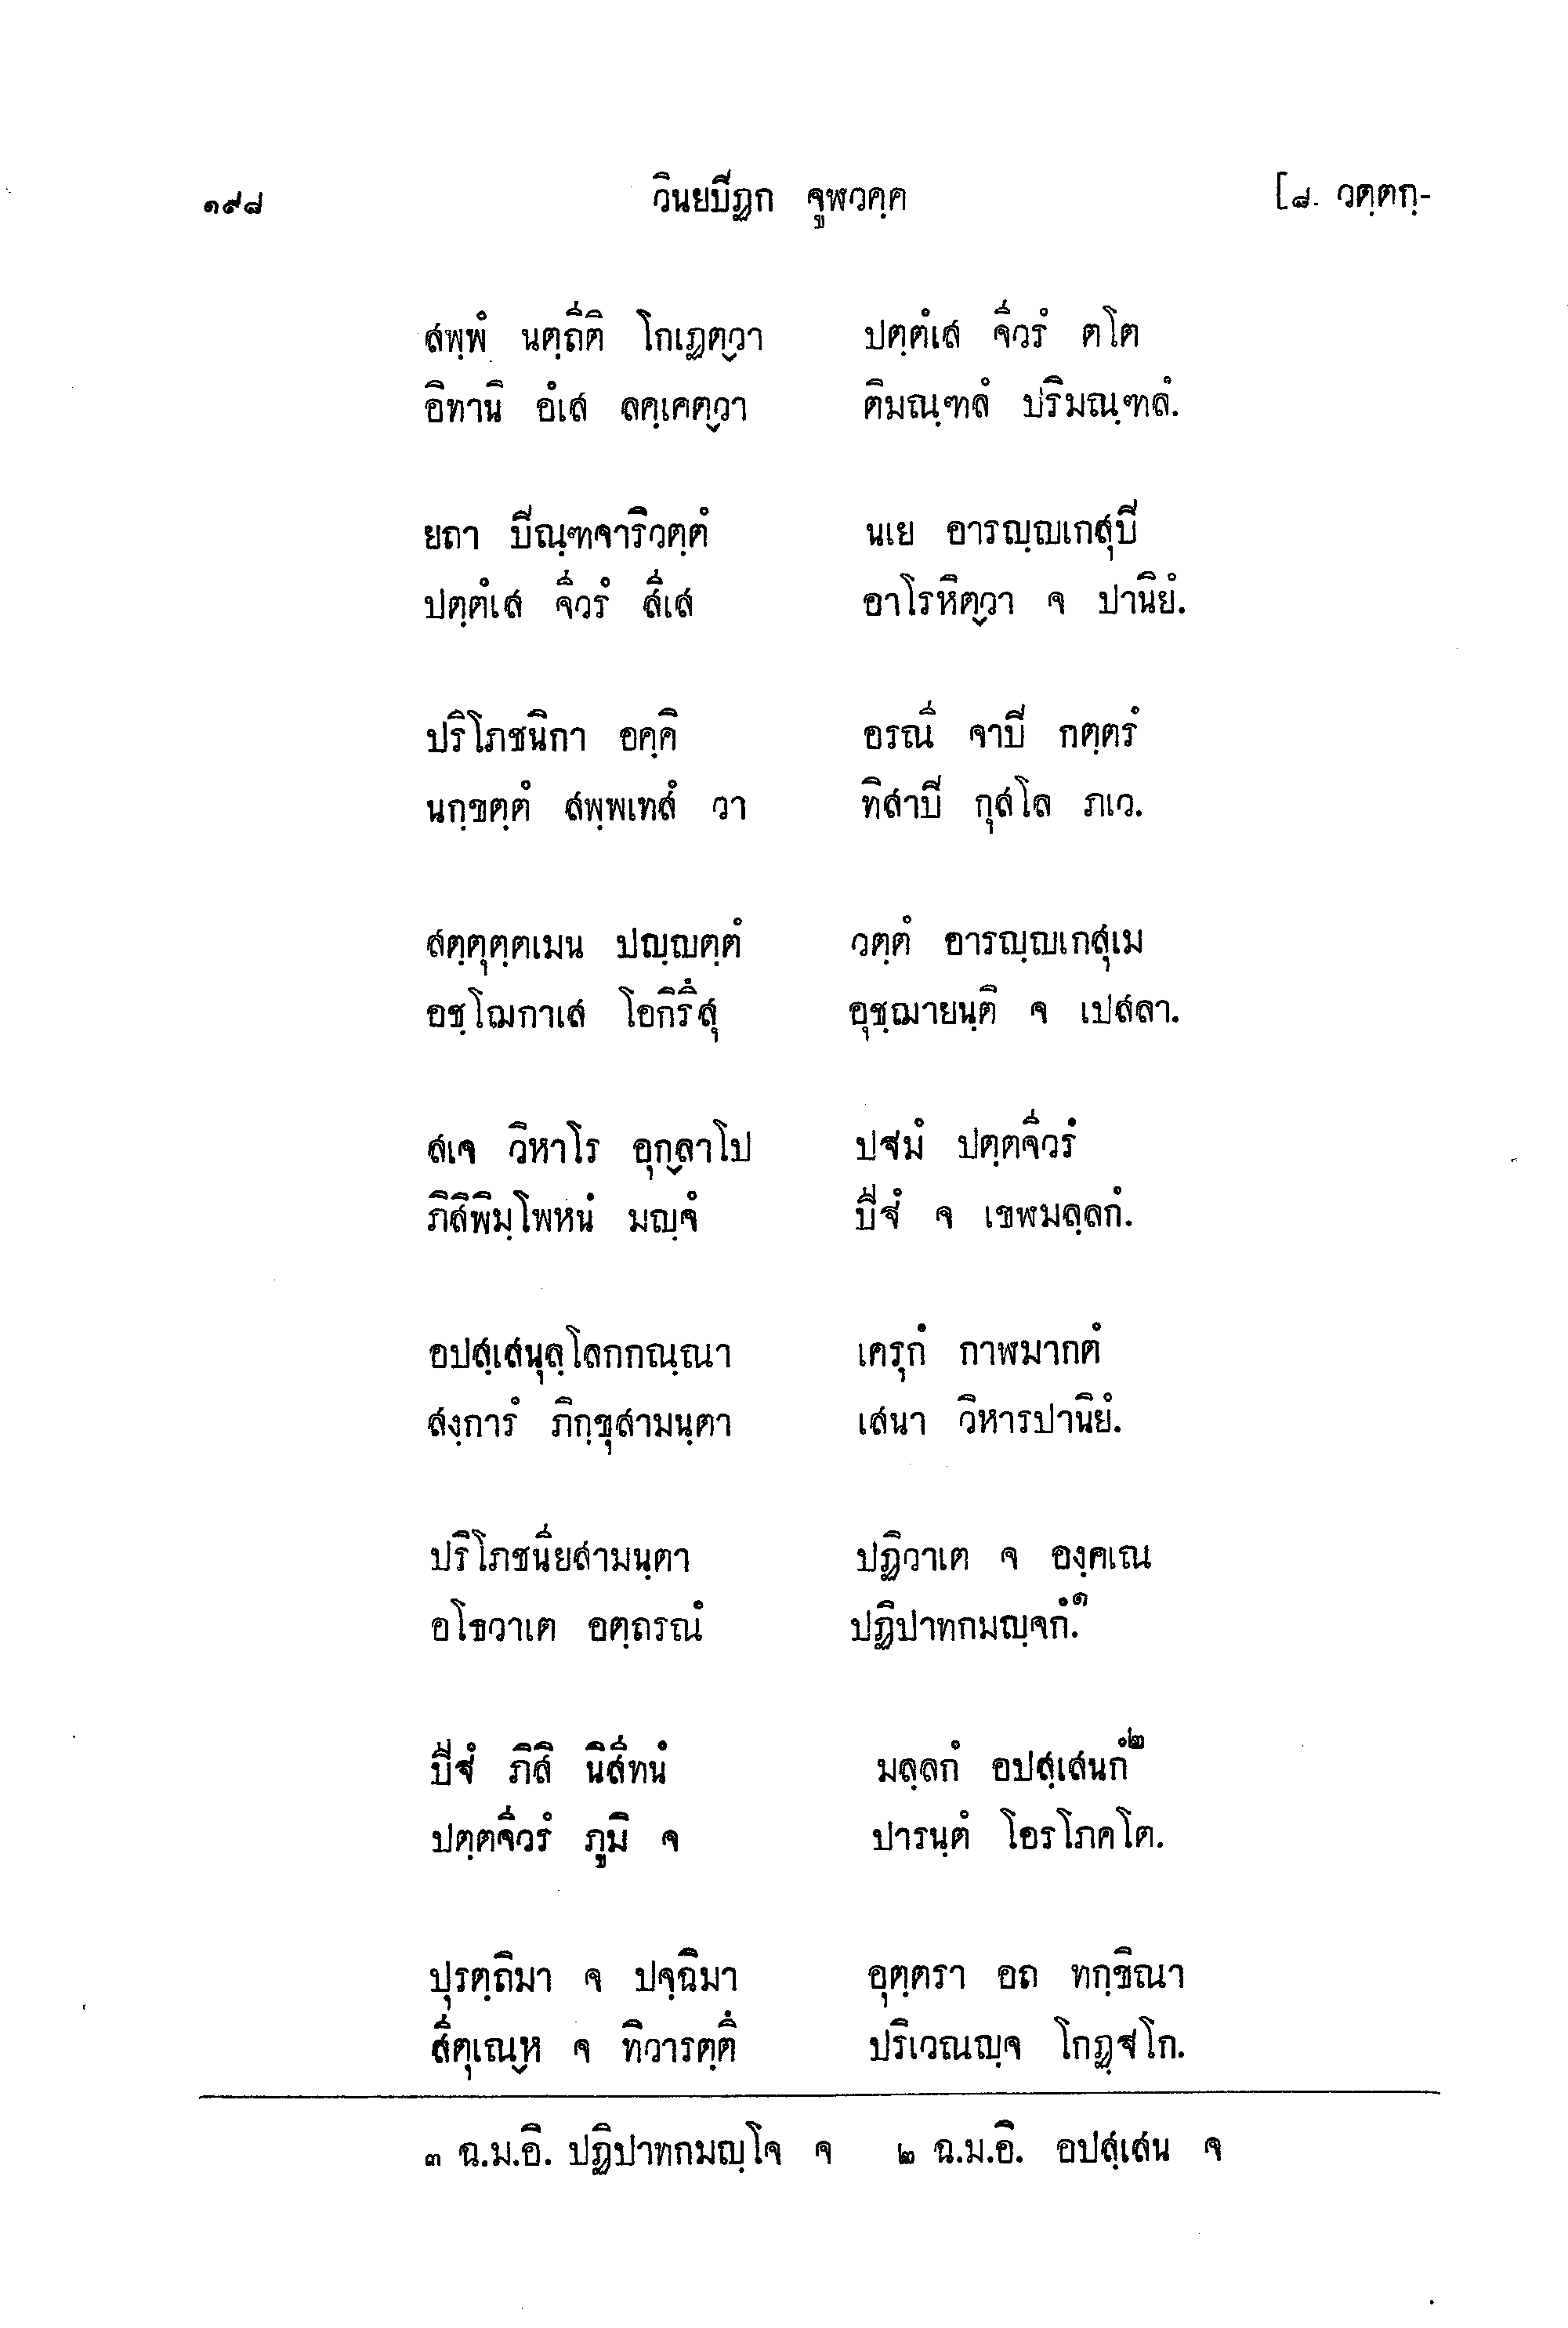 ๑๙๘ วินยปิฏก จูฬวคฺค [๘. วตฺตกฺ-
สพฺพํ นตฺถีติ โกเฏตฺวา ปตฺตํเส จีวรํ ตโต
อิทานิ อํเส ลคฺเคตฺวา ติมณฺฑลํ ปริมณฺฑลํ.
ยถา ปิณฺฑจาริวตฺตํ นเย อารญฺญเกสุปิ
ปตฺตํเส จีวรํ สีเส อาโรหิตฺวา จ ปานิยํ.
ปริโภชนิกา อคฺคิ อรณึ จาปิ กตฺตรํ
นกฺขตฺตํ สพฺพเทสํ วา ทิสาปิ กุสโล ภเว.
สตฺตุตฺตเมน ปญฺญตฺตํ วตฺตํ อารญฺญเกสุเม
อชฺโฌกาเส โอกิรึสุ อุชฺฌายนฺติ จ เปสลา.
สเจ วิหาโร อุกฺลาโป ปฐมํ ปตฺตจีวรํ
ภิสิพิมฺโพหนํ มญฺจํ ปีฐํ จ เขฬมลฺลกํ.
อปสฺเสนุลฺโลกกณฺณา เครุกํ กาฬมากตํ
สงฺการํ ภิกฺขุสามนฺตา เสนา วิหารปานิยํ.
ปริโภชนียสามนฺตา ปฏิวาเต จ องฺคเณ
อโธวาเต อตฺถรณํ ปฏิปาทกมญฺจกํ.๑
ปีฐํ ภิสิ นิสีทนํ มลฺลกํ อปสฺเสนกํ๒
ปตฺตจีวรํ ภูมิ จ ปารนฺตํ โอรโภคโต.
ปุรตฺถิมา จ ปจฺฉิมา อุตฺตรา อถ ทกฺขิณา
สีตุเณฺห จ ทิวารตฺตึ ปริเวณญฺจ โกฏฺฐโก.
๑ ฉ.ม.อิ. ปฏิปาทกมญฺโจ จ ๒ ฉ.ม.อิ. อปสฺเสน จ